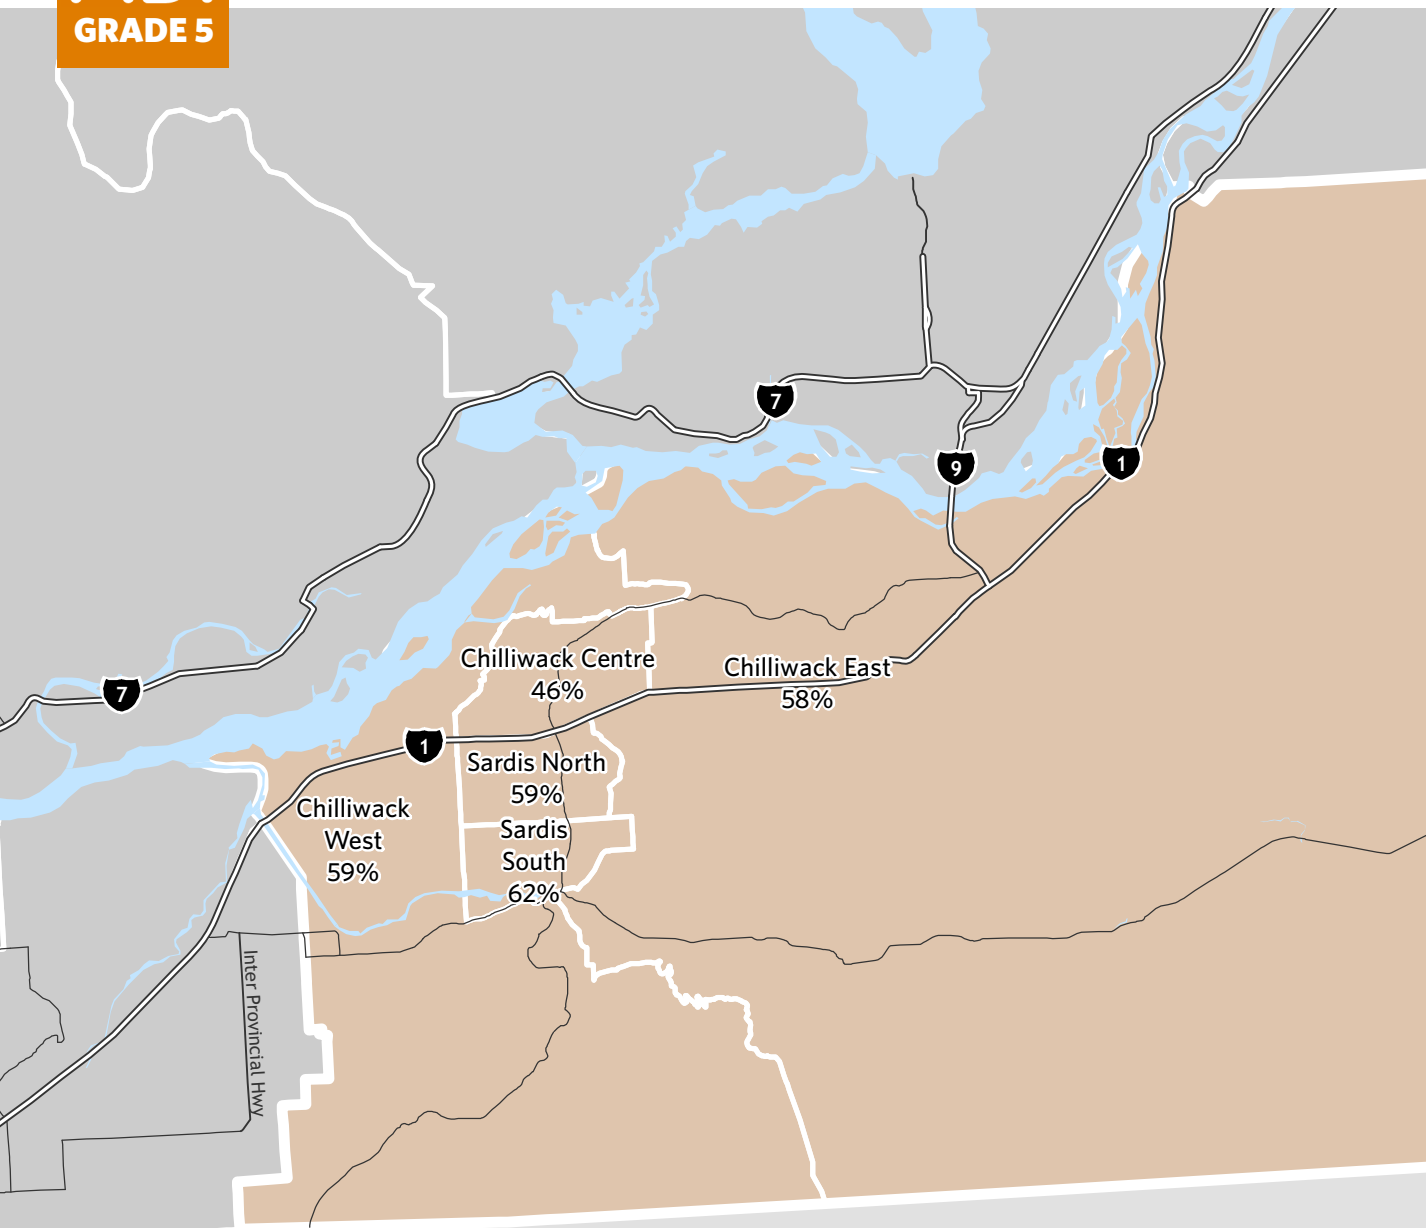 GRADE 5
7
9
1
Chilliwack Centre
46%
Chilliwack East
58%
7
1
Sardis North
59%
Chilliwack
West
59%
Sardis
South
62%
Inter Provincial Hwy